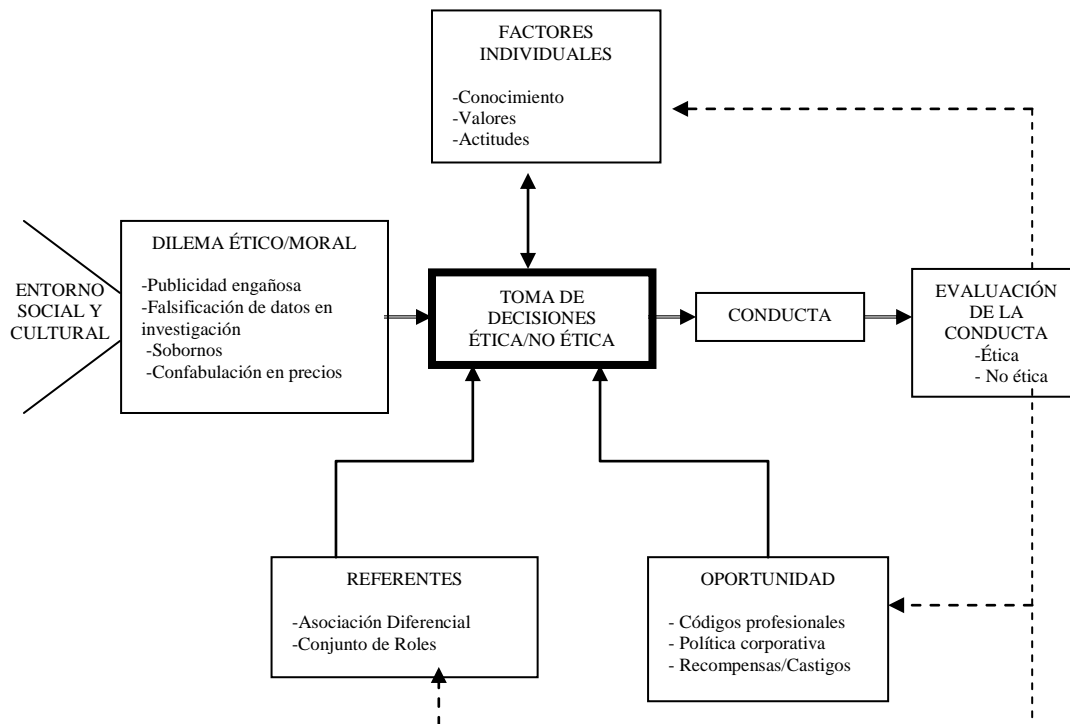 FACTORES
INDIVIDUALES
-Conocimiento
-Valores
-Actitudes
ENTORNO
SOCIAL Y
CULTURAL
DILEMA ÉTICO/MORAL
-Publicidad engañosa
-Falsificación de datos en
investigación
-Sobornos
-Confabulación en precios
TOMA DE
DECISIONES
ÉTICA/NO ÉTICA
CONDUCTA
EVALUACIÓN
DE LA
CONDUCTA
-Ética
- No ética
REFERENTES
-Asociación Diferencial
-Conjunto de Roles
OPORTUNIDAD
- Códigos profesionales
- Política corporativa
- Recompensas/Castigos